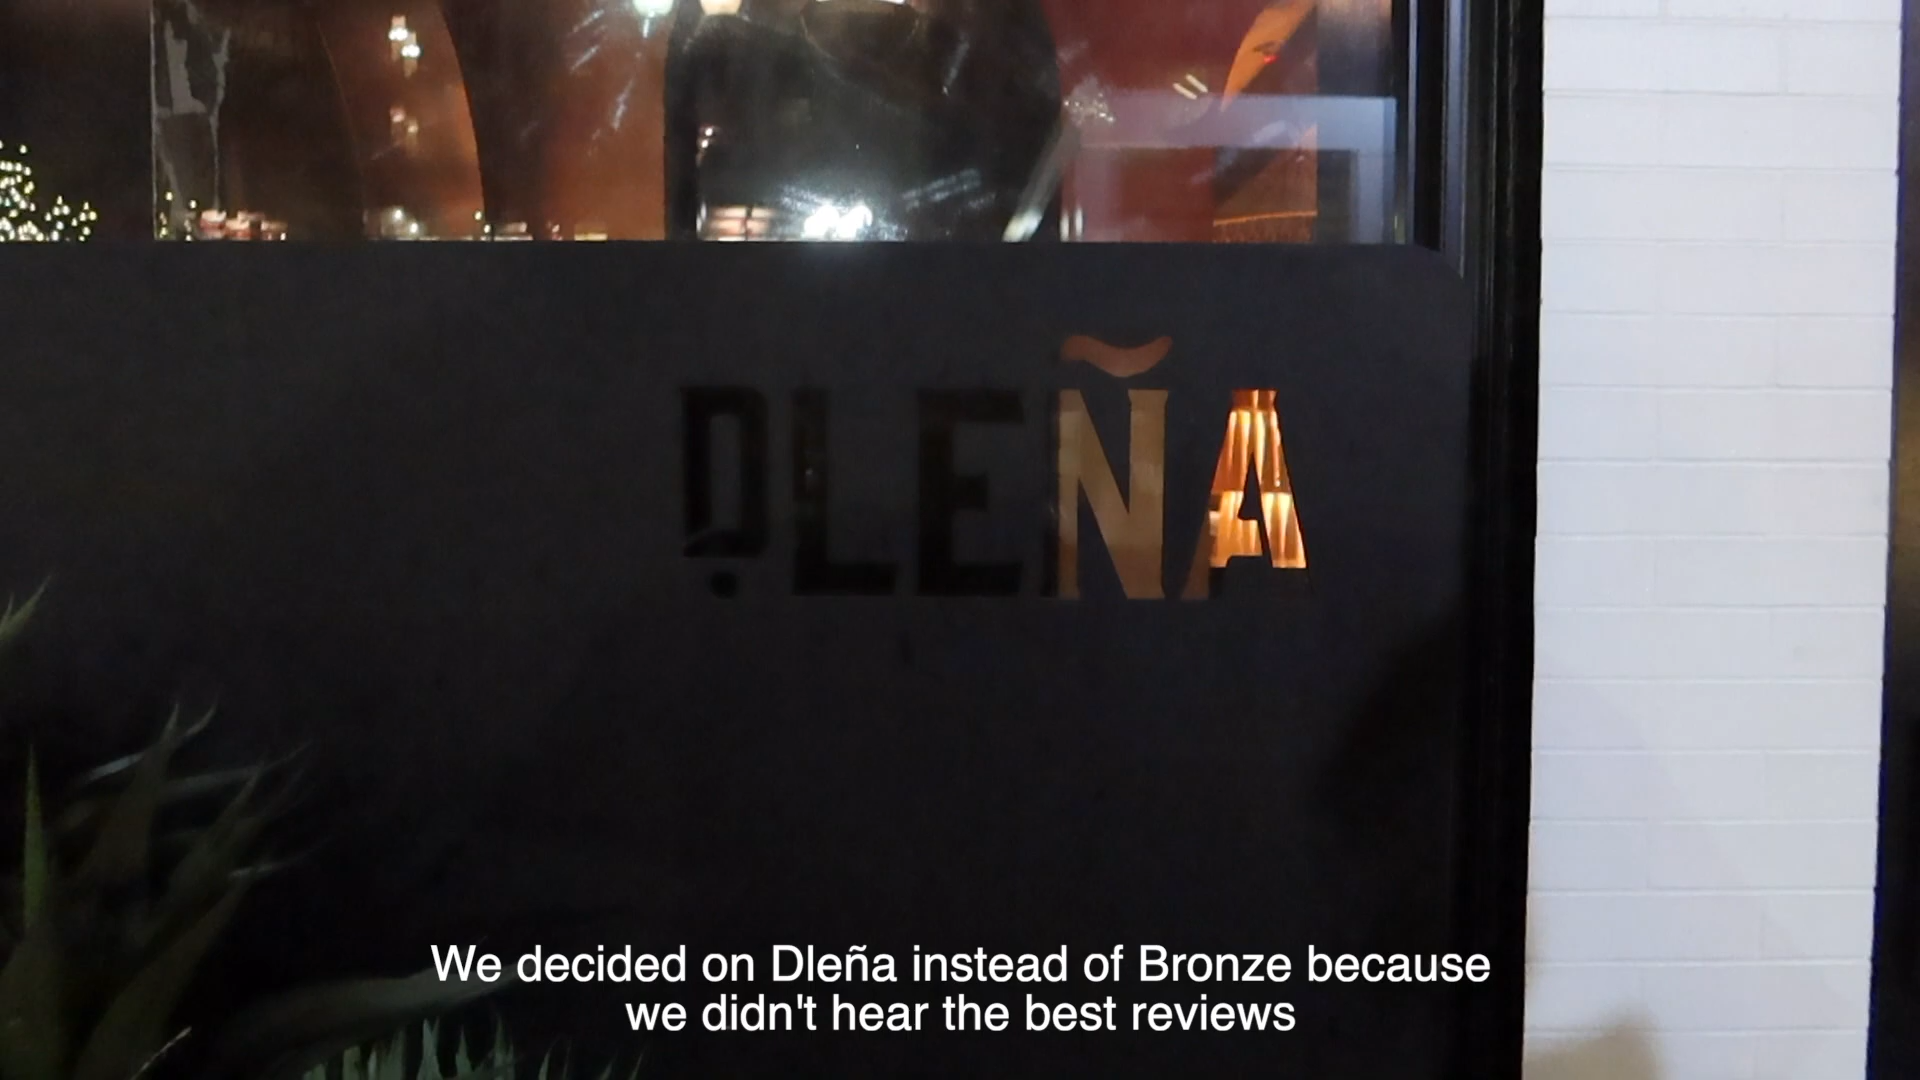 DLEÑA
We decided on Dleña instead of Bronze because
we didn't hear the best reviews